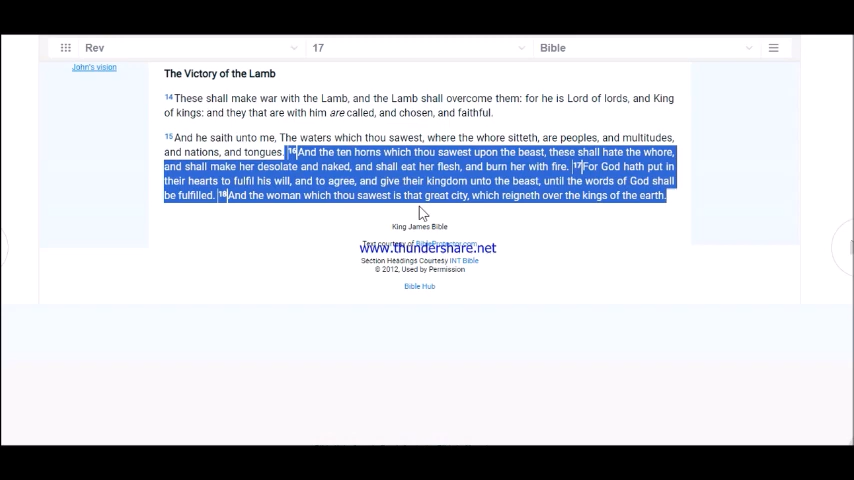 Rev 17 Bible
John's vision
The Victory of the Lamb
14 These shall make war with the Lamb, and the Lamb shall overcome them: for he is Lord of lords, and King
of kings: and they that are with him are called, and chosen, and faithful.
15 And he saith unto me, The waters which thou sawest, where the whore sitteth, are peoples, and multitudes,
and nations, and tongues. 16 And the ten horns which thou sawest upon the beast, these shall hate the whore,
and shall make her desolate and naked, and shall eat her flesh, and burn her with fire. 17 For God hath put in
their hearts to fulfil his will, and to agree, and give their kingdom unto the beast, until the words of God shall
be fulfilled. 18 And the woman which thou sawest is that great city, which reigneth over the kings of the earth.
King James Bible
Text courtesy of BibleProtector.com
www.thundershare.net
Section Headings Courtesy INT Bible
© 2012, Used by Permission
Bible Hub